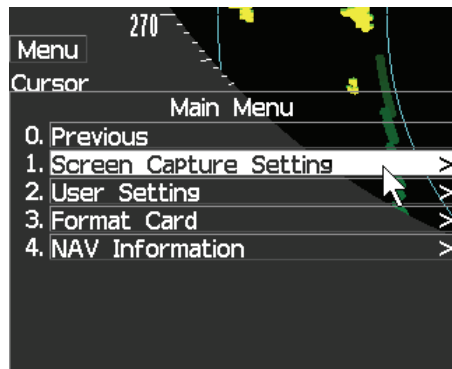 270
Menu
Cursor
Main Menu
0. Previous
1. Screen Capture Setting >
2. User Setting >
3. Format Card >
4. NAV Information >